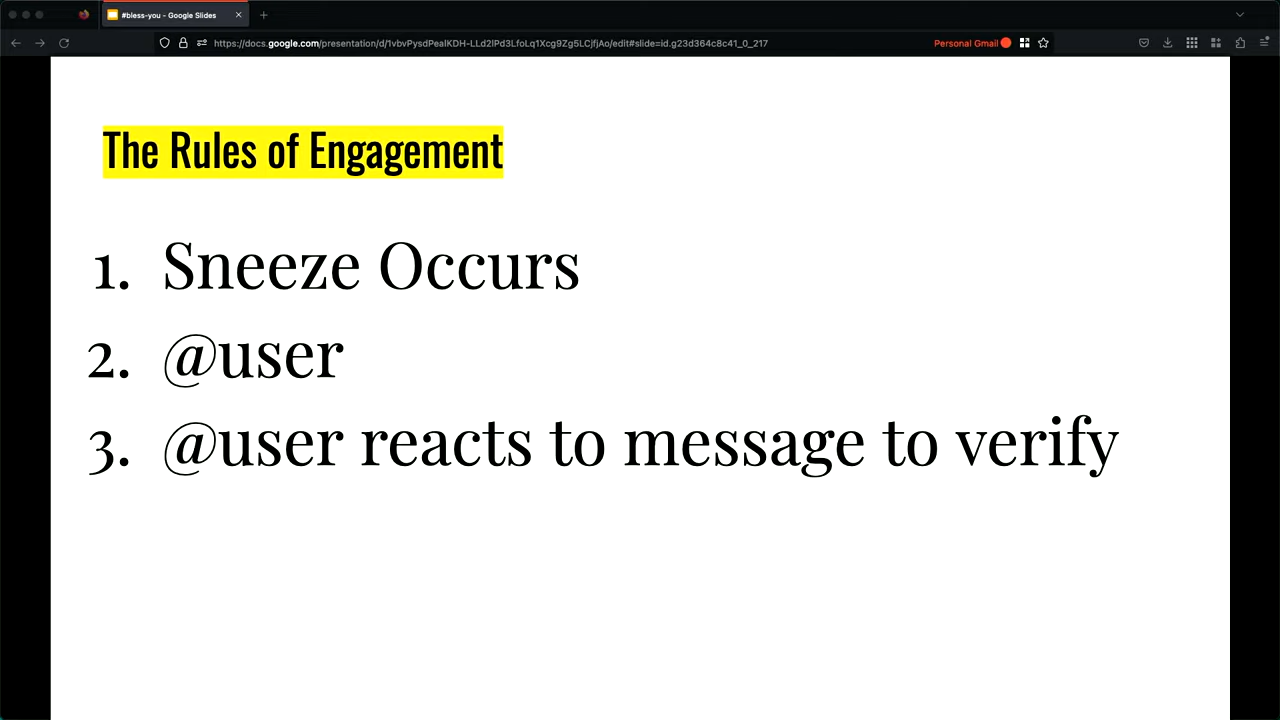 #bless-you - Google Slides
https://docs.google.com/presentation/d/1vbvPysdPealKDH-LLd2lPd3LfoLq1Xcg9Zg5LCjfjAo/edit#slide=id.g23d364c8c41_0_217
Personal Gmail
The Rules of Engagement
1. Sneeze Occurs
2. @user
3. @user reacts to message to verify